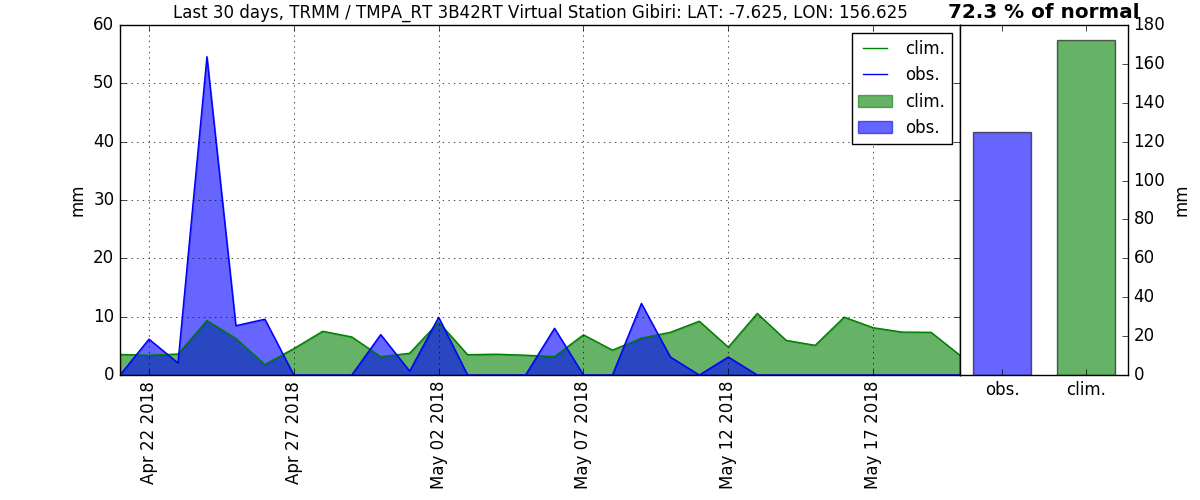 Last 30 days, TRMM / TMPA_RT 3B42RT Virtual Station Gibiri: LAT: -7.625, LON: 156.625
72.3 % of normal
60
50
40
30
20
10
0
mm
clim.
obs.
clim.
obs.
Apr 22 2018
Apr 27 2018
May 02 2018
May 07 2018
May 12 2018
May 17 2018
180
160
140
120
100
80
60
40
20
0
mm
obs.
clim.